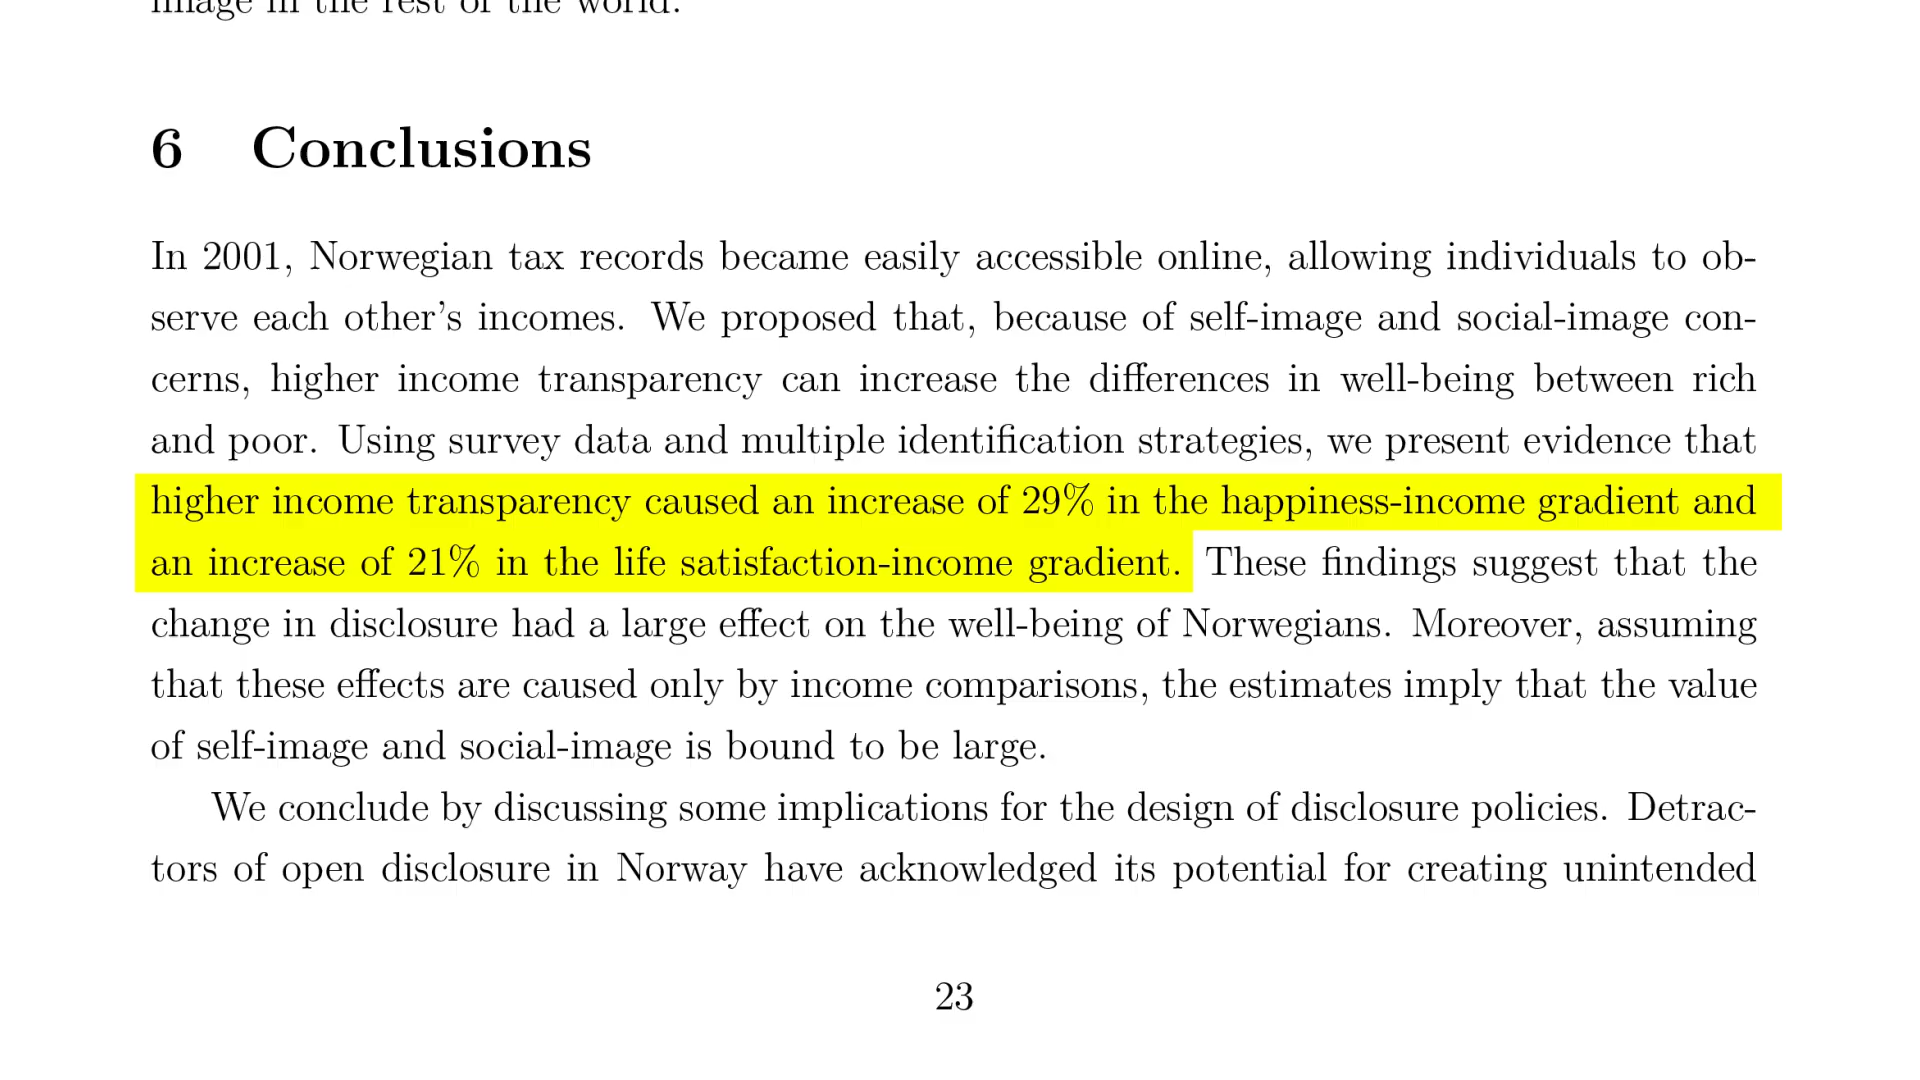 image in the rest of the world.
6 Conclusions
In 2001, Norwegian tax records became easily accessible online, allowing individuals to ob-
serve each other's incomes. We proposed that, because of self-image and social-image con-
cerns, higher income transparency can increase the differences in well-being between rich
and poor. Using survey data and multiple identification strategies, we present evidence that
higher income transparency caused an increase of 29% in the happiness-income gradient and
an increase of 21% in the life satisfaction-income gradient. These findings suggest that the
change in disclosure had a large effect on the well-being of Norwegians. Moreover, assuming
that these effects are caused only by income comparisons, the estimates imply that the value
of self-image and social-image is bound to be large.
We conclude by discussing some implications for the design of disclosure policies. Detrac-
tors of open disclosure in Norway have acknowledged its potential for creating unintended
23